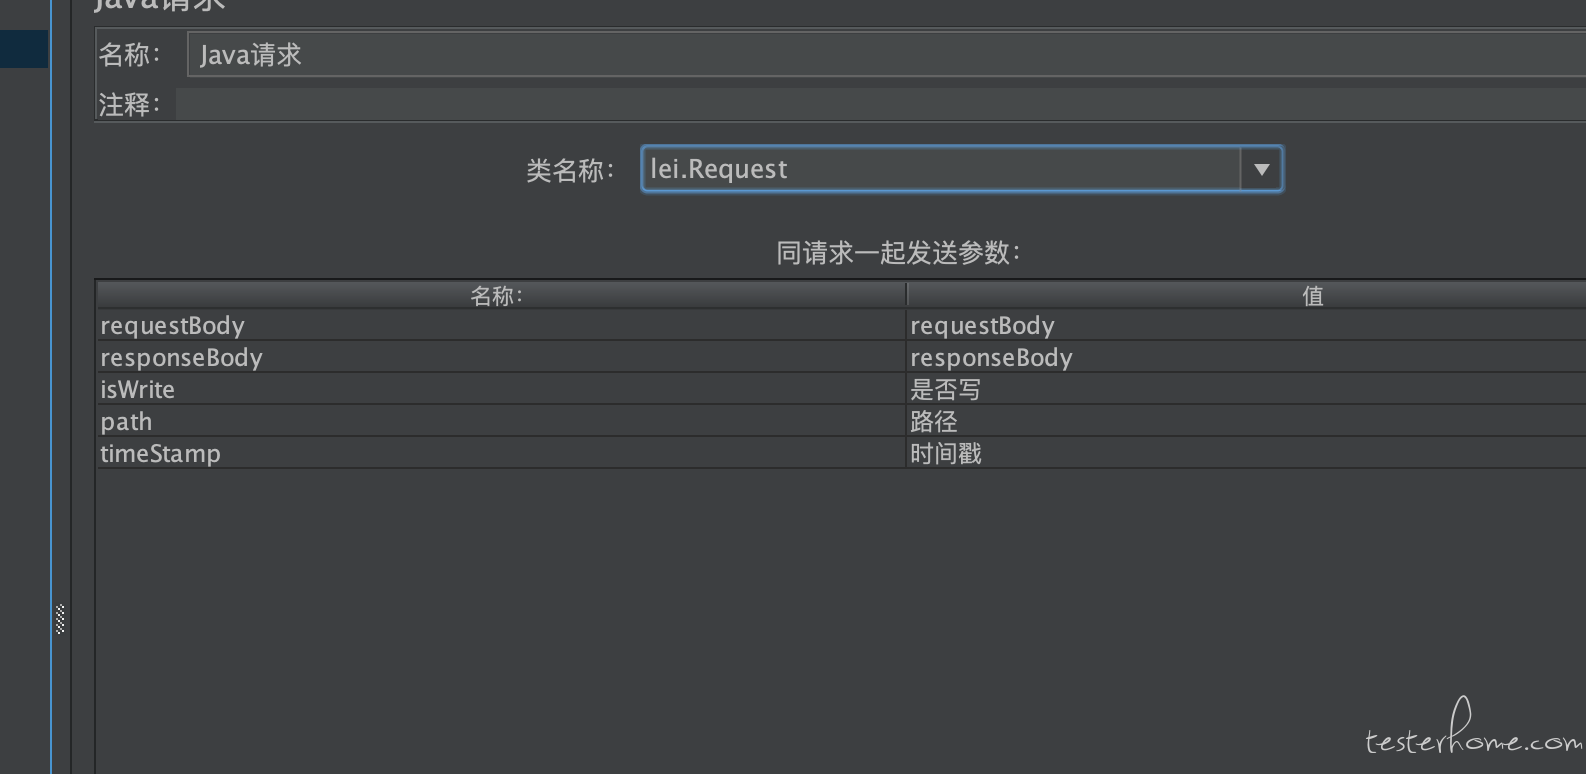 Java请求
名称： Java请求
注释：
类名称： lei.Request
同请求一起发送参数：
名称： 值
requestBody requestBody
responseBody responseBody
isWrite 是否写
path 路径
timeStamp 时间戳
testerhome.com